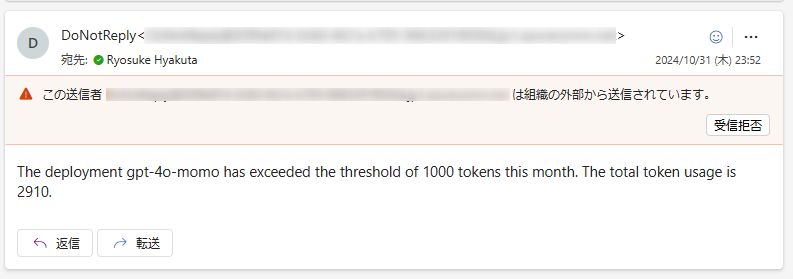 D
DoNotReply<
>
宛先: Ryosuke Hyakuta
2024/10/31 (木) 23:52
この送信者
は組織の外部から送信されています。
受信拒否
The deployment gpt-4o-momo has exceeded the threshold of 1000 tokens this month. The total token usage is
2910.
返信
転送